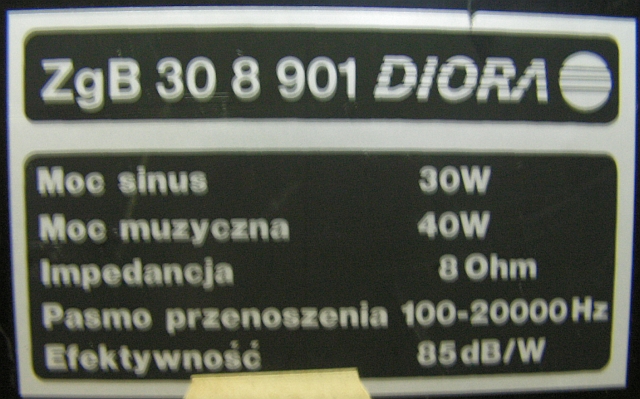 ZgB 30 8 901 DIORA
Moc sinus 30W
Moc muzyczna 40W
Impedancja 8 Ohm
Pasmo przenoszenia 100-20000 Hz
Efektywność 85dB/W